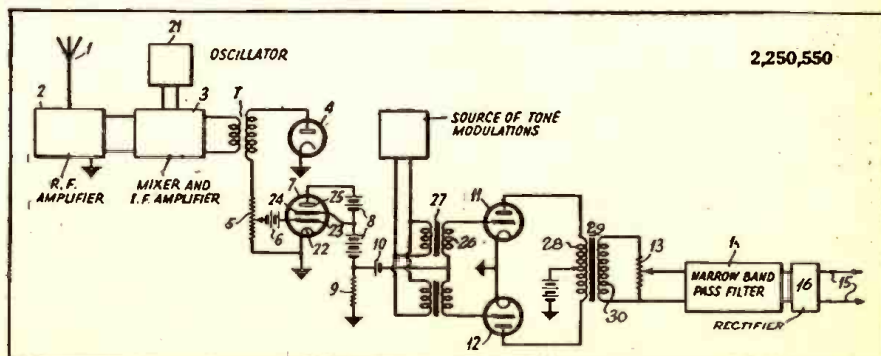 21
OSCILLATOR
2,250,550
1
2
3
T
4
SOURCE OF TONE
MODULATIONS
R.F.
AMPLIFIER
MIXER AND
I.F. AMPLIFIER
5
6
7
24
25
8
23
22
9
10
27
26
11
12
28
29
30
13
14
NARROW BAND
PASS FILTER
16
15
RECTIFIER